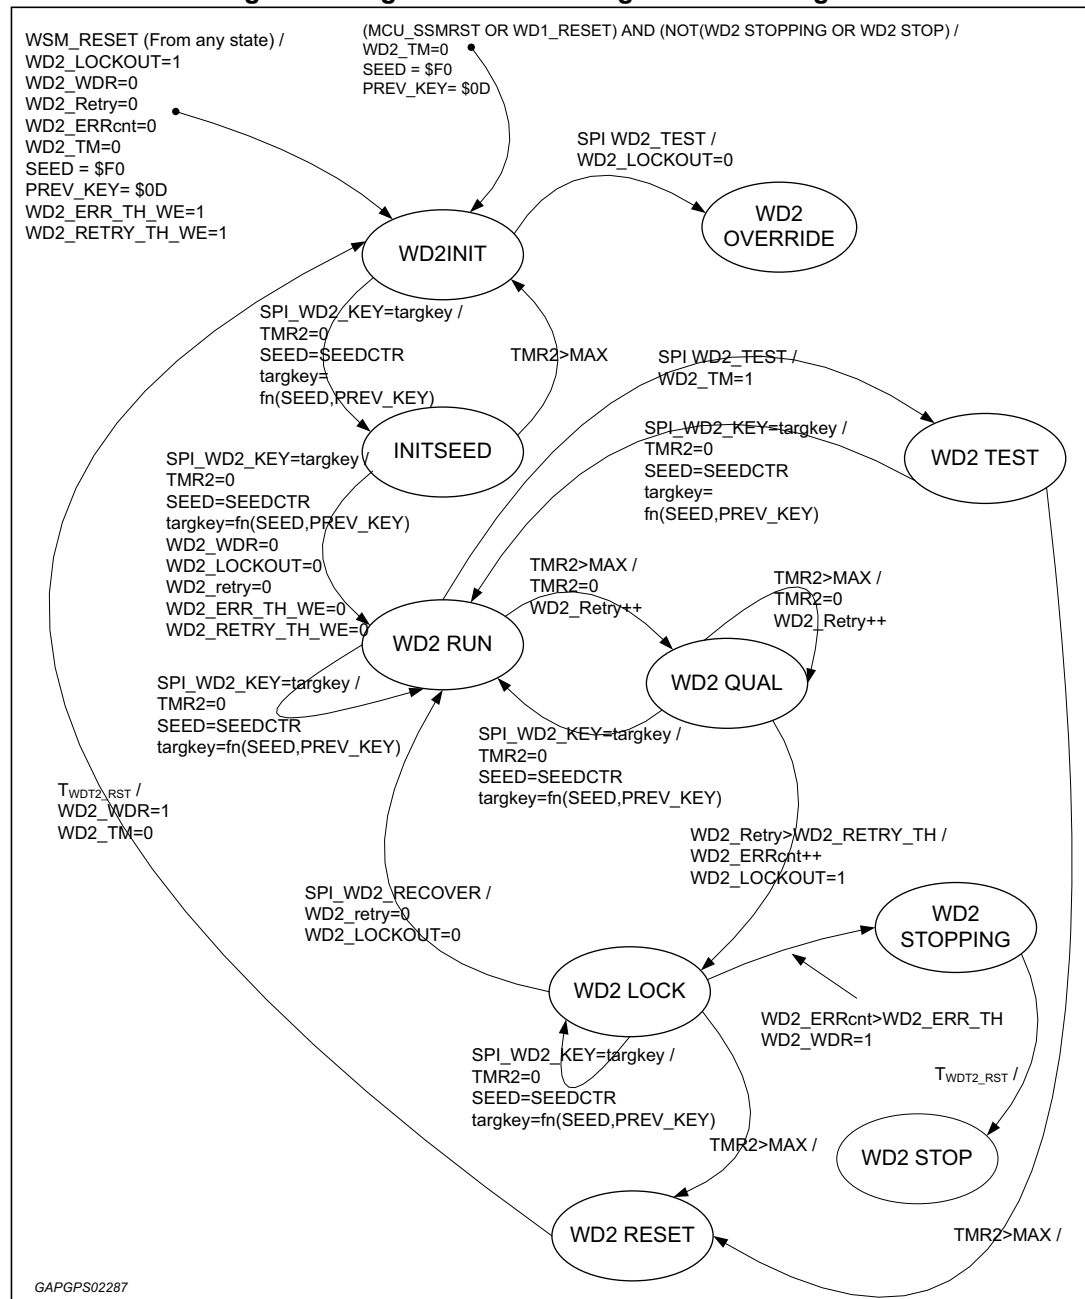 WSM_RESET (From any state) /
WD2_LOCKOUT=1
WD2_WDR=0
WD2_Retry=0
WD2_ERRcnt=0
WD2_TM=0
SEED = $F0
PREV_KEY= $0D
WD2_ERR_TH_WE=1
WD2_RETRY_TH_WE=1
(MCU_SSMRST OR WD1_RESET) AND (NOT(WD2 STOPPING OR WD2 STOP) /
WD2_TM=0
SEED = $F0
PREV_KEY= $0D
SPI WD2_TEST /
WD2_LOCKOUT=0
WD2
OVERRIDE
WD2INIT
SPI_WD2_KEY=targkey /
TMR2=0
SEED=SEEDCTR
targkey=
fn(SEED,PREV_KEY)
TMR2>MAX
SPI WD2_TEST /
WD2_TM=1
INITSEED
SPI_WD2_KEY=targkey /
TMR2=0
SEED=SEEDCTR
targkey=
fn(SEED,PREV_KEY)
WD2 TEST
SPI_WD2_KEY=targkey /
TMR2=0
SEED=SEEDCTR
targkey=fn(SEED,PREV_KEY)
WD2_WDR=0
WD2_LOCKOUT=0
WD2_retry=0
WD2_ERR_TH_WE=0
WD2_RETRY_TH_WE=0
TMR2>MAX /
TMR2=0
WD2_Retry++
TMR2>MAX /
TMR2=0
WD2_Retry++
WD2 RUN
WD2 QUAL
SPI_WD2_KEY=targkey /
TMR2=0
SEED=SEEDCTR
targkey=fn(SEED,PREV_KEY)
SPI_WD2_KEY=targkey /
TMR2=0
SEED=SEEDCTR
targkey=fn(SEED,PREV_KEY)
TWDT2_RST /
WD2_WDR=1
WD2_TM=0
WD2_Retry>WD2_RETRY_TH /
WD2_ERRcnt++
WD2_LOCKOUT=1
SPI_WD2_RECOVER /
WD2_retry=0
WD2_LOCKOUT=0
WD2
STOPPING
WD2 LOCK
WD2_ERRcnt>WD2_ERR_TH
WD2_WDR=1
SPI_WD2_KEY=targkey /
TMR2=0
SEED=SEEDCTR
targkey=fn(SEED,PREV_KEY)
TWDT2_RST /
TMR2>MAX /
WD2 STOP
WD2 RESET
TMR2>MAX /
GAPGPS02287